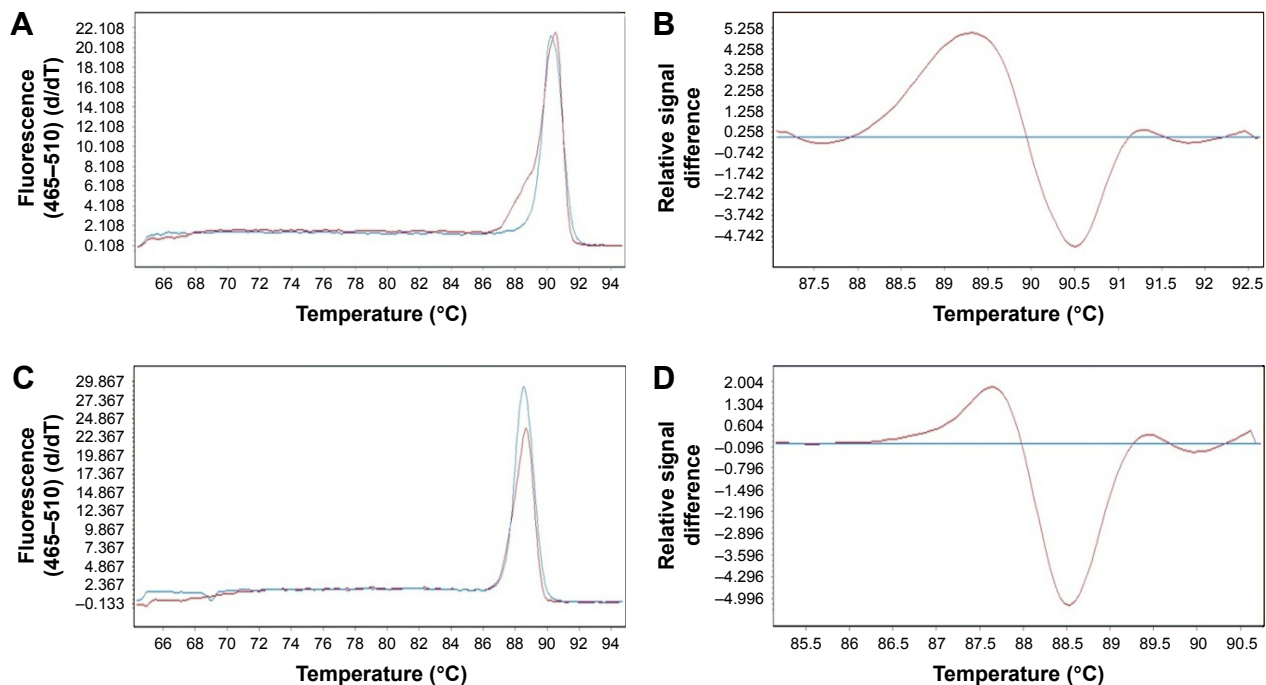 A
Fluorescence
(465–510) (d/dT)
22.108
20.108
18.108
16.108
14.108
12.108
10.108
8.108
6.108
4.108
2.108
0.108
66 68 70 72 74 76 78 80 82 84 86 88 90 92 94
Temperature (°C)
B
Relative signal
difference
5.258
4.258
3.258
2.258
1.258
0.258
–0.742
–1.742
–2.742
–3.742
–4.742
87.5 88 88.5 89 89.5 90 90.5 91 91.5 92 92.5
Temperature (°C)
C
Fluorescence
(465–510) (d/dT)
29.867
27.367
24.867
22.367
19.867
17.367
14.867
12.367
9.867
7.367
4.867
2.367
–0.133
66 68 70 72 74 76 78 80 82 84 86 88 90 92 94
Temperature (°C)
D
Relative signal
difference
2.004
1.304
0.604
–0.096
–0.796
–1.496
–2.196
–2.896
–3.596
–4.296
–4.996
85.5 86 86.5 87 87.5 88 88.5 89 89.5 90 90.5
Temperature (°C)